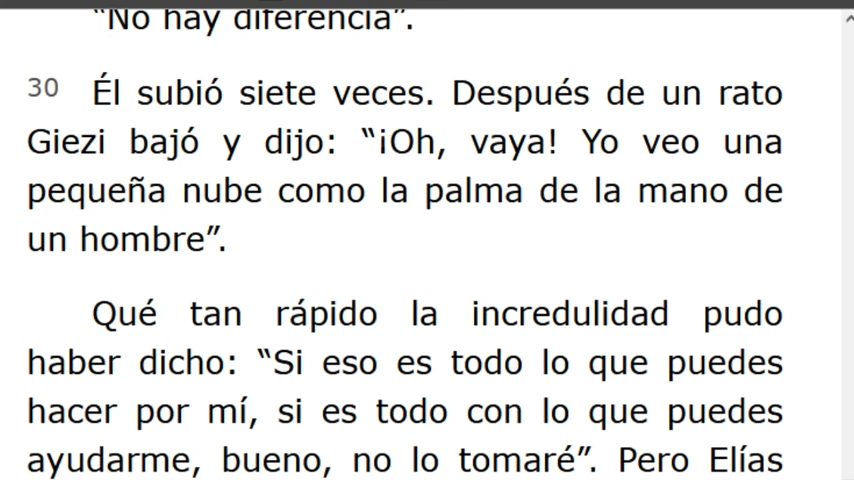 “No hay diferencia”.
30 Él subió siete veces. Después de un rato
Giezi bajó y dijo: “¡Oh, vaya! Yo veo una
pequeña nube como la palma de la mano de
un hombre”.
Qué tan rápido la incredulidad pudo
haber dicho: “Si eso es todo lo que puedes
hacer por mí, si es todo con lo que puedes
ayudarme, bueno, no lo tomaré”. Pero Elías